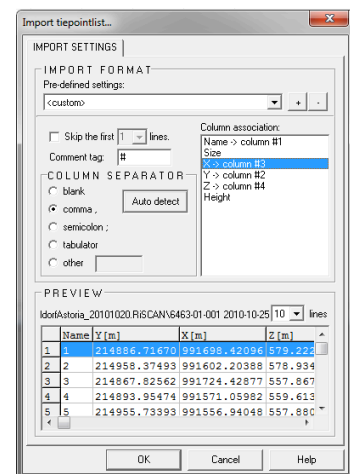 Import tiepointlist...
IMPORT SETTINGS
IMPORT FORMAT
Pre-defined settings:
<custom>
+ -
Skip the first 1 lines.
Comment tag: #
COLUMN SEPARATOR
blank
comma ,
semicolon ;
tabulator
other
Auto detect
Column association:
Name -> column #1
Size
X -> column #3
Y -> column #2
Z -> column #4
Height
PREVIEW
ldorfAstoria_20101020.RiSCAN\6463-01-001 2010-10-25 10 lines
Name Y[m] X[m] Z[m]
1 1 214886.71670 991698.42096 579.222
2 2 214958.37493 991602.20388 578.934
3 3 214867.82562 991724.42877 557.867
4 4 214893.95474 991571.05982 559.613
5 5 214955.73393 991556.94048 557.880
OK Cancel Help